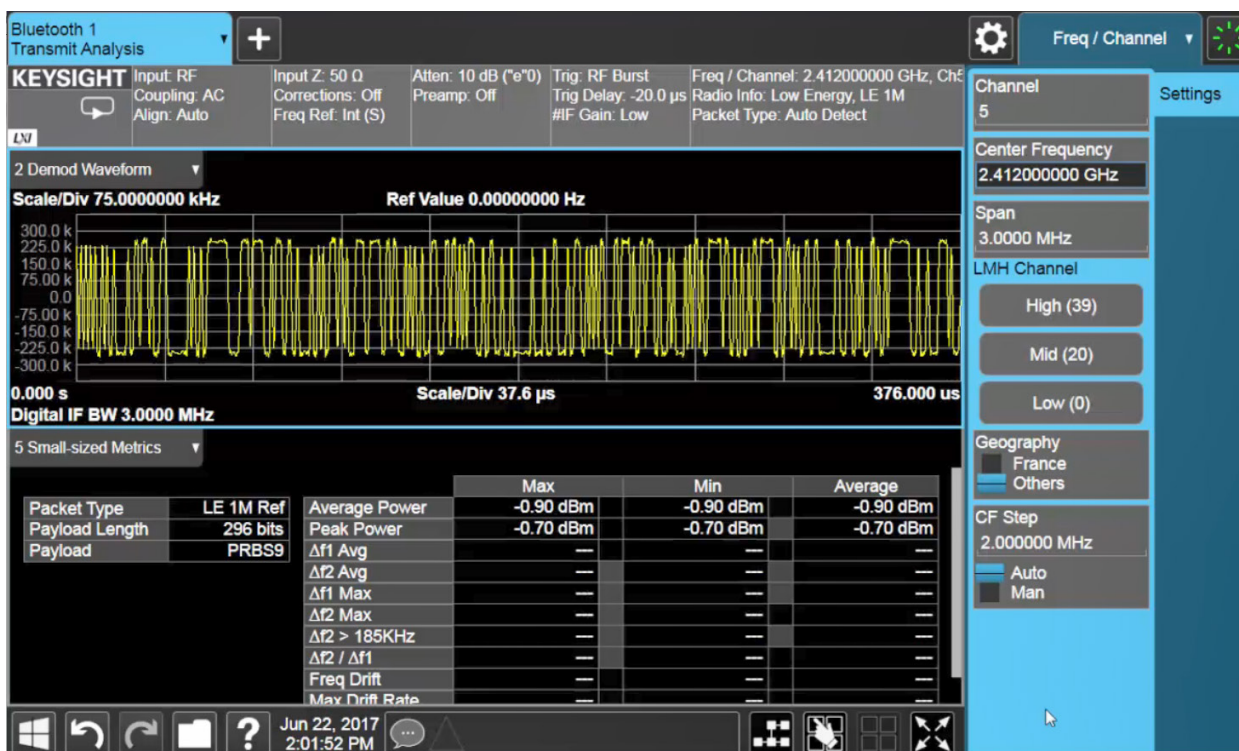 Bluetooth 1
Transmit Analysis
Freq / Channel
KEYSIGHT
LXI
Input: RF
Coupling: AC
Align: Auto
Input Z: 50 Ω
Corrections: Off
Freq Ref: Int (S)
Atten: 10 dB ("e"0)
Preamp: Off
Trig: RF Burst
Trig Delay: -20.0 µs
#IF Gain: Low
Freq / Channel: 2.412000000 GHz, Ch5
Radio Info: Low Energy, LE 1M
Packet Type: Auto Detect
2 Demod Waveform
Scale/Div 75.0000000 kHz Ref Value 0.00000000 Hz
300.0 k
225.0 k
150.0 k
75.00 k
0.0
-75.00 k
-150.0 k
-225.0 k
-300.0 k
0.000 s Scale/Div 37.6 µs 376.000 us
Digital IF BW 3.0000 MHz
5 Small-sized Metrics
Packet Type LE 1M Ref
Payload Length 296 bits
Payload PRBS9
Max Min Average
Average Power -0.90 dBm -0.90 dBm -0.90 dBm
Peak Power -0.70 dBm -0.70 dBm -0.70 dBm
Δf1 Avg --- --- ---
Δf2 Avg --- --- ---
Δf1 Max --- --- ---
Δf2 Max --- --- ---
Δf2 > 185KHz --- --- ---
Δf2 / Δf1 --- --- ---
Freq Drift --- --- ---
Max Drift Rate --- --- ---
Jun 22, 2017
2:01:52 PM
Channel
5
Center Frequency
2.412000000 GHz
Span
3.0000 MHz
LMH Channel
High (39)
Mid (20)
Low (0)
Geography
France
Others
CF Step
2.000000 MHz
Auto
Man
Settings